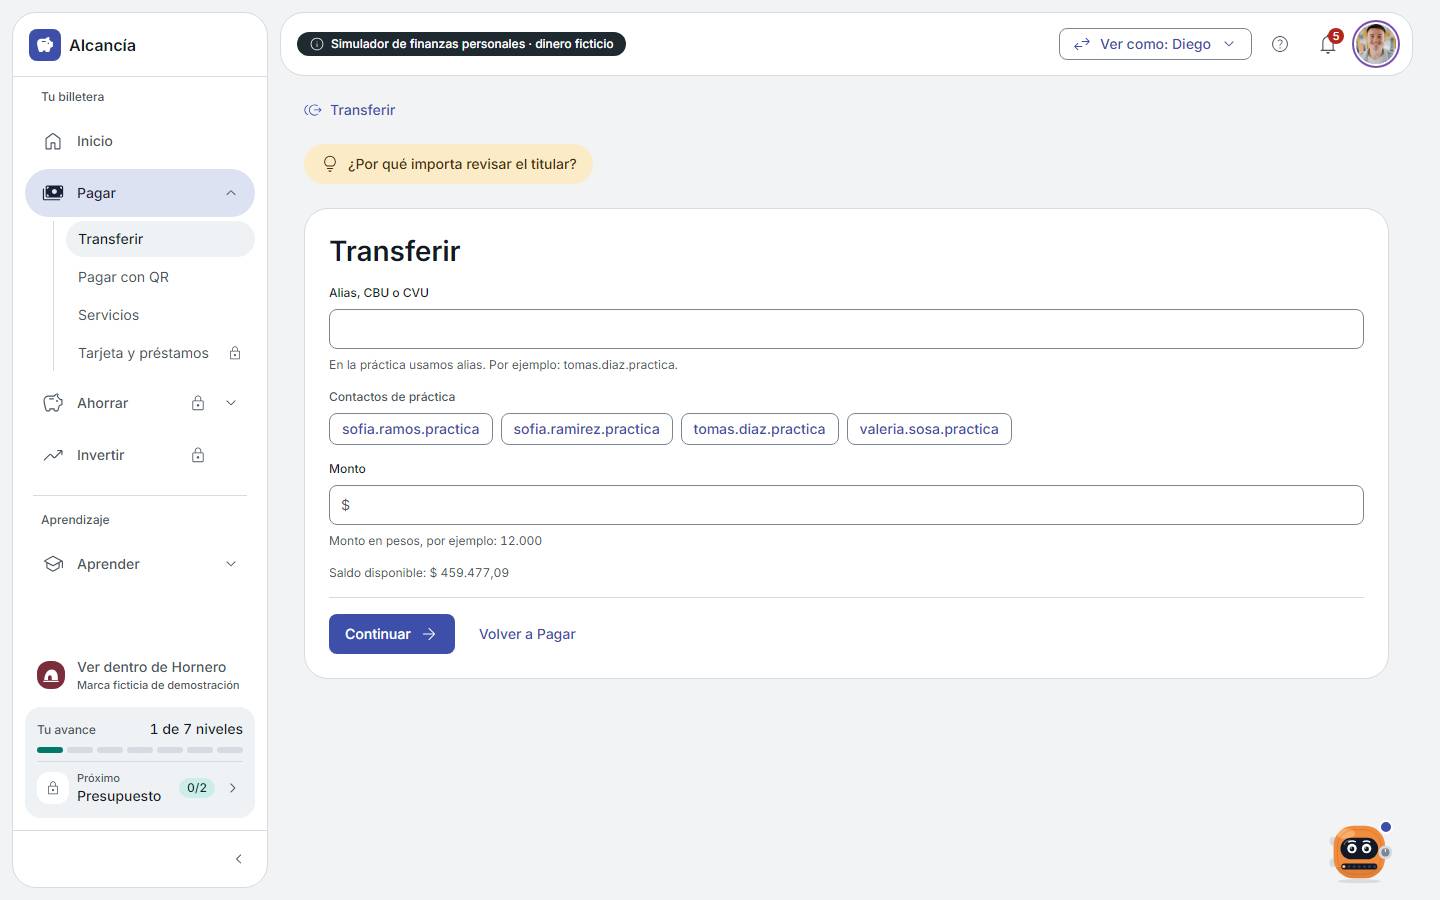 Alcancía
Tu billetera
Inicio
Pagar
Transferir
Pagar con QR
Servicios
Tarjeta y préstamos
Ahorrar
Invertir
Aprendizaje
Aprender
Ver dentro de Hornero
Marca ficticia de demostración
Tu avance 1 de 7 niveles
Próximo
Presupuesto 0/2
Simulador de finanzas personales · dinero ficticio
Ver como: Diego
5
Transferir
¿Por qué importa revisar el titular?
Transferir
Alias, CBU o CVU
En la práctica usamos alias. Por ejemplo: tomas.diaz.practica.
Contactos de práctica
sofia.ramos.practica sofia.ramirez.practica tomas.diaz.practica valeria.sosa.practica
Monto
$
Monto en pesos, por ejemplo: 12.000
Saldo disponible: $ 459.477,09
Continuar Volver a Pagar